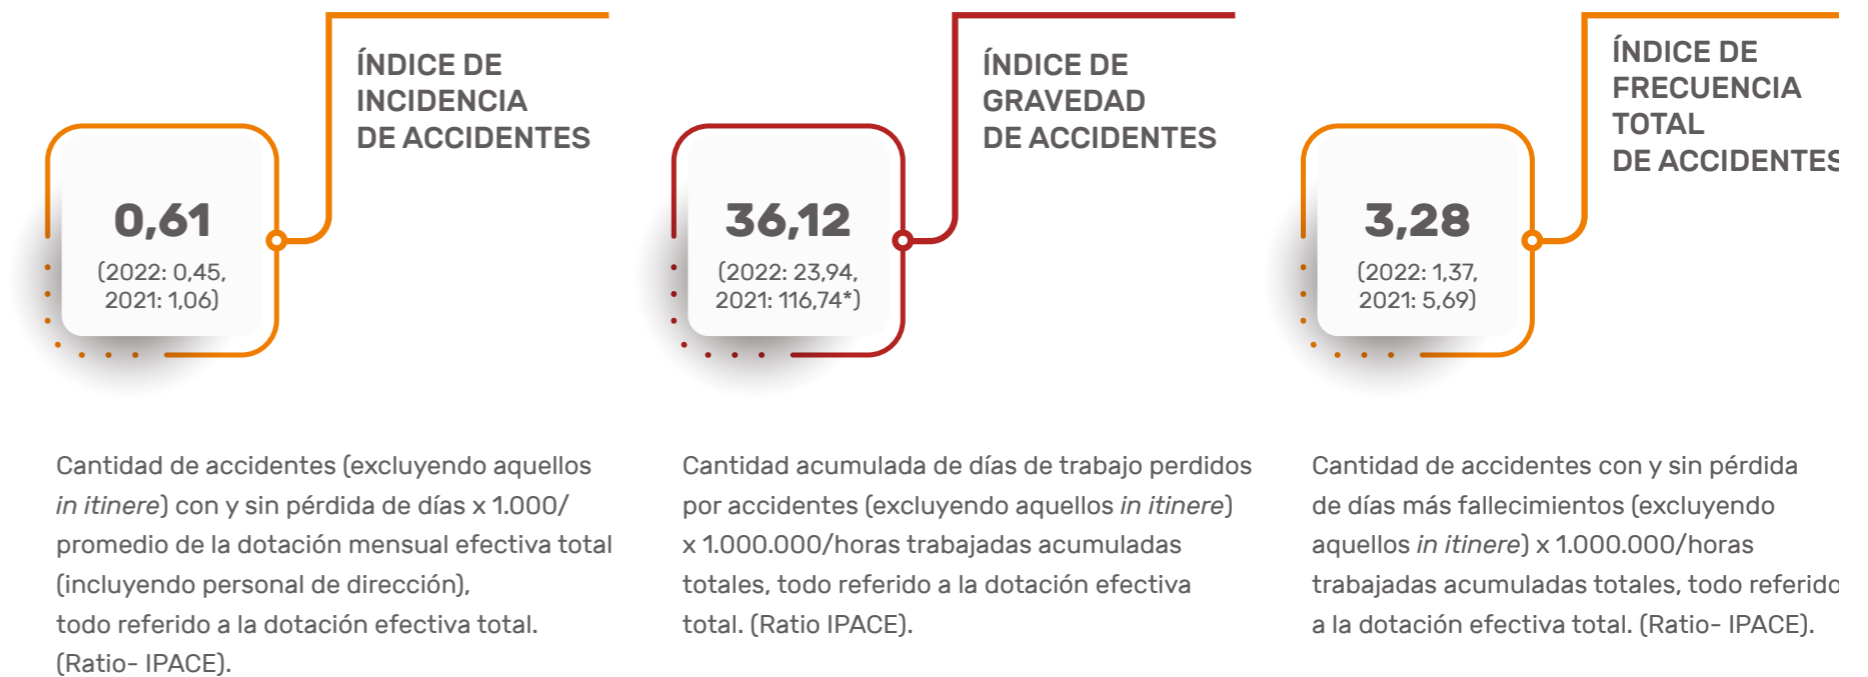 ÍNDICE DE
INCIDENCIA
DE ACCIDENTES
0,61
(2022: 0,45,
2021: 1,06)
Cantidad de accidentes (excluyendo aquellos
in itinere) con y sin pérdida de días x 1.000/
promedio de la dotación mensual efectiva total
(incluyendo personal de dirección),
todo referido a la dotación efectiva total.
(Ratio- IPACE).
ÍNDICE DE
GRAVEDAD
DE ACCIDENTES
36,12
(2022: 23,94,
2021: 116,74*)
Cantidad acumulada de días de trabajo perdidos
por accidentes (excluyendo aquellos in itinere)
x 1.000.000/horas trabajadas acumuladas
totales, todo referido a la dotación efectiva
total. (Ratio IPACE).
ÍNDICE DE
FRECUENCIA
TOTAL
DE ACCIDENTES
3,28
(2022: 1,37,
2021: 5,69)
Cantidad de accidentes con y sin pérdida
de días más fallecimientos (excluyendo
aquellos in itinere) x 1.000.000/horas
trabajadas acumuladas totales, todo referido
a la dotación efectiva total. (Ratio- IPACE).